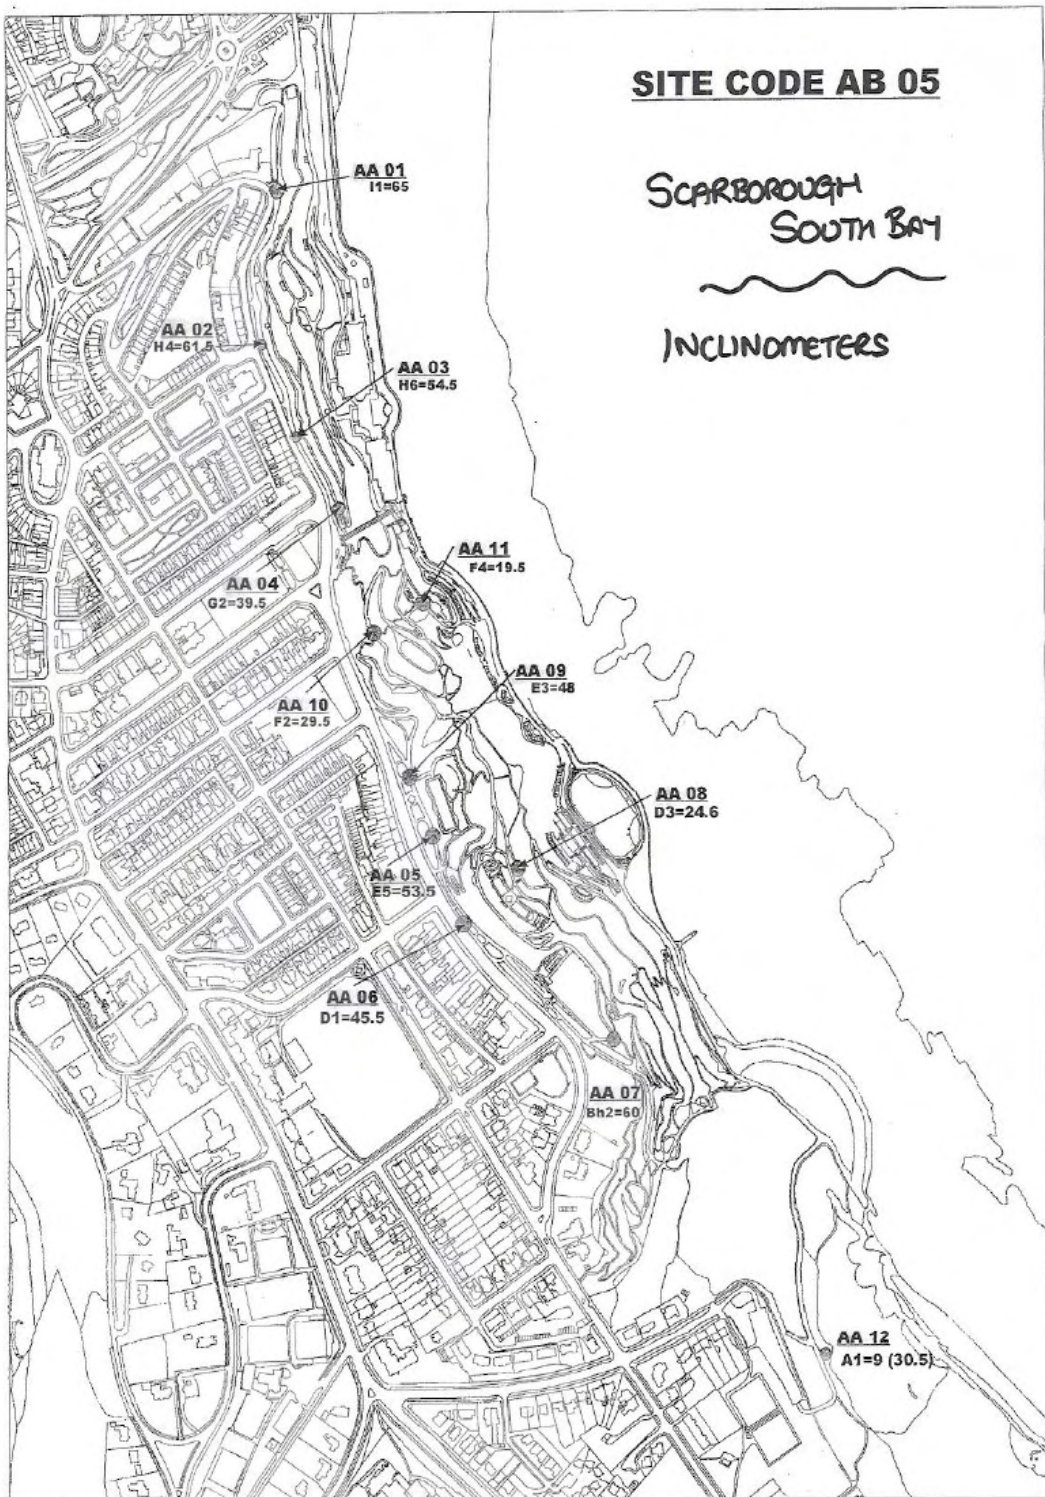 SITE CODE AB 05
SCARBOROUGH
SOUTH BAY
INCLINOMETERS
AA 01
I1=65
AA 02
H4=61.5
AA 03
H6=54.5
AA 04
G2=39.5
AA 11
F4=19.5
AA 10
F2=29.5
AA 09
E3=48
AA 08
D3=24.6
AA 05
E5=53.5
AA 06
D1=45.5
AA 07
Bh2=60
AA 12
A1=9 (30.5)